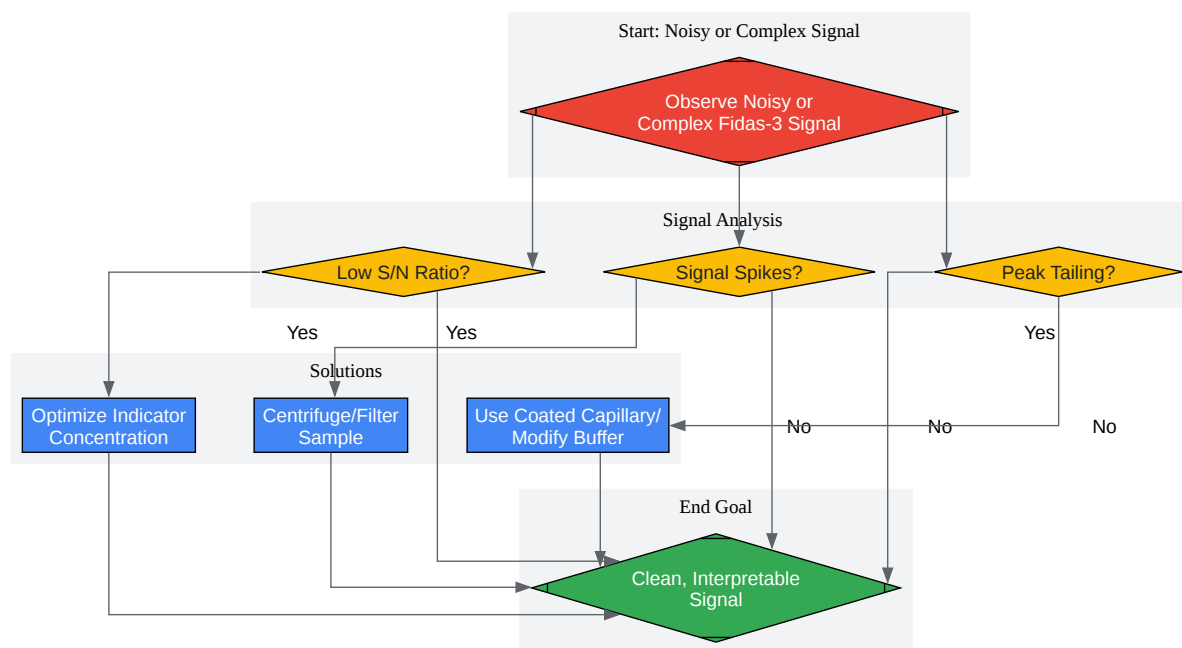 Start: Noisy or Complex Signal
Observe Noisy or
Complex Fidas-3 Signal
Signal Analysis
Low S/N Ratio?
Signal Spikes?
Peak Tailing?
Yes
Yes
Yes
Solutions
Optimize Indicator
Concentration
Centrifuge/Filter
Sample
Use Coated Capillary/
Modify Buffer
No
No
No
End Goal
Clean, Interpretable
Signal